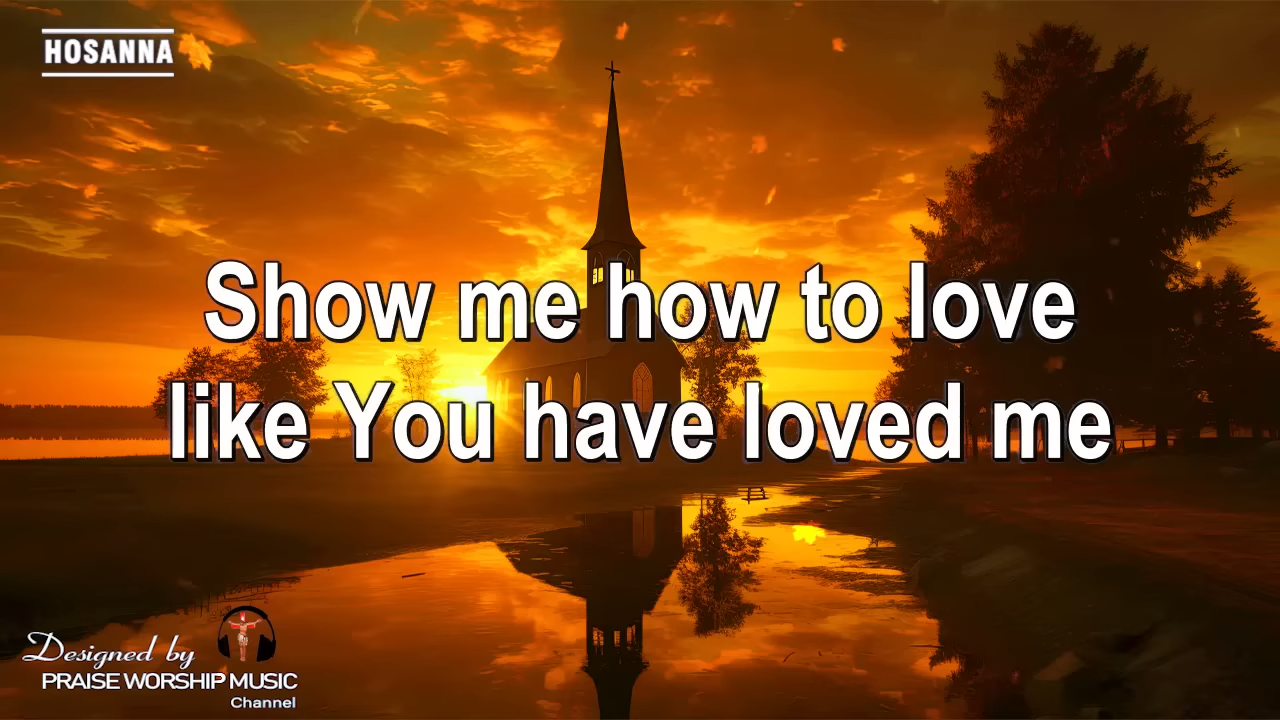 HOSANNA
Show me how to love
like You have loved me
Designed by
PRAISE WORSHIP MUSIC
Channel